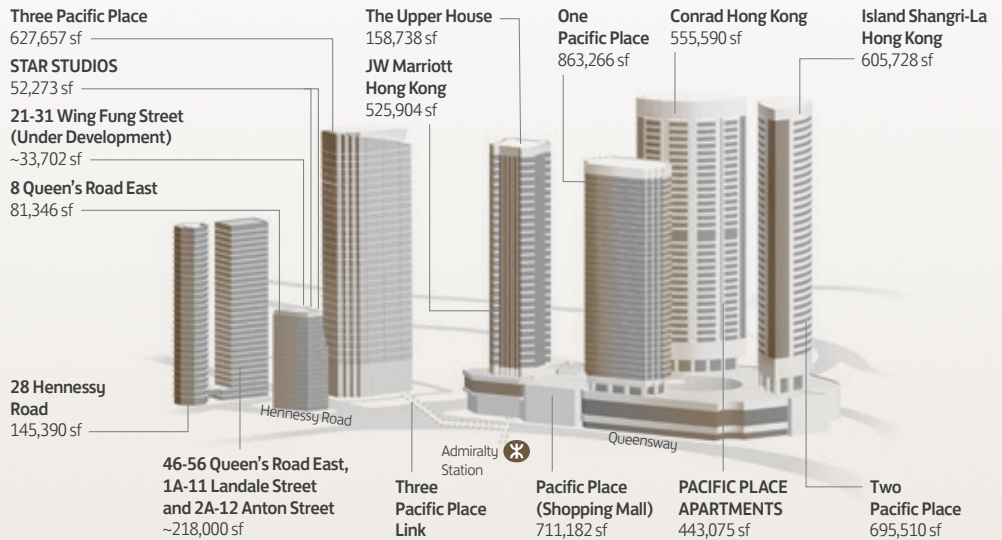 Three Pacific Place
627,657 sf
STAR STUDIOS
52,273 sf
21-31 Wing Fung Street
(Under Development)
~33,702 sf
8 Queen's Road East
81,346 sf
28 Hennessy
Road
145,390 sf
46-56 Queen's Road East,
1A-11 Landale Street
and 2A-12 Anton Street
~218,000 sf
Hennessy Road
The Upper House
158,738 sf
JW Marriott
Hong Kong
525,904 sf
One
Pacific Place
863,266 sf
Conrad Hong Kong
555,590 sf
Island Shangri-La
Hong Kong
605,728 sf
Admiralty
Station
Queensway
Three
Pacific Place
Link
Pacific Place
(Shopping Mall)
711,182 sf
PACIFIC PLACE
APARTMENTS
443,075 sf
Two
Pacific Place
695,510 sf